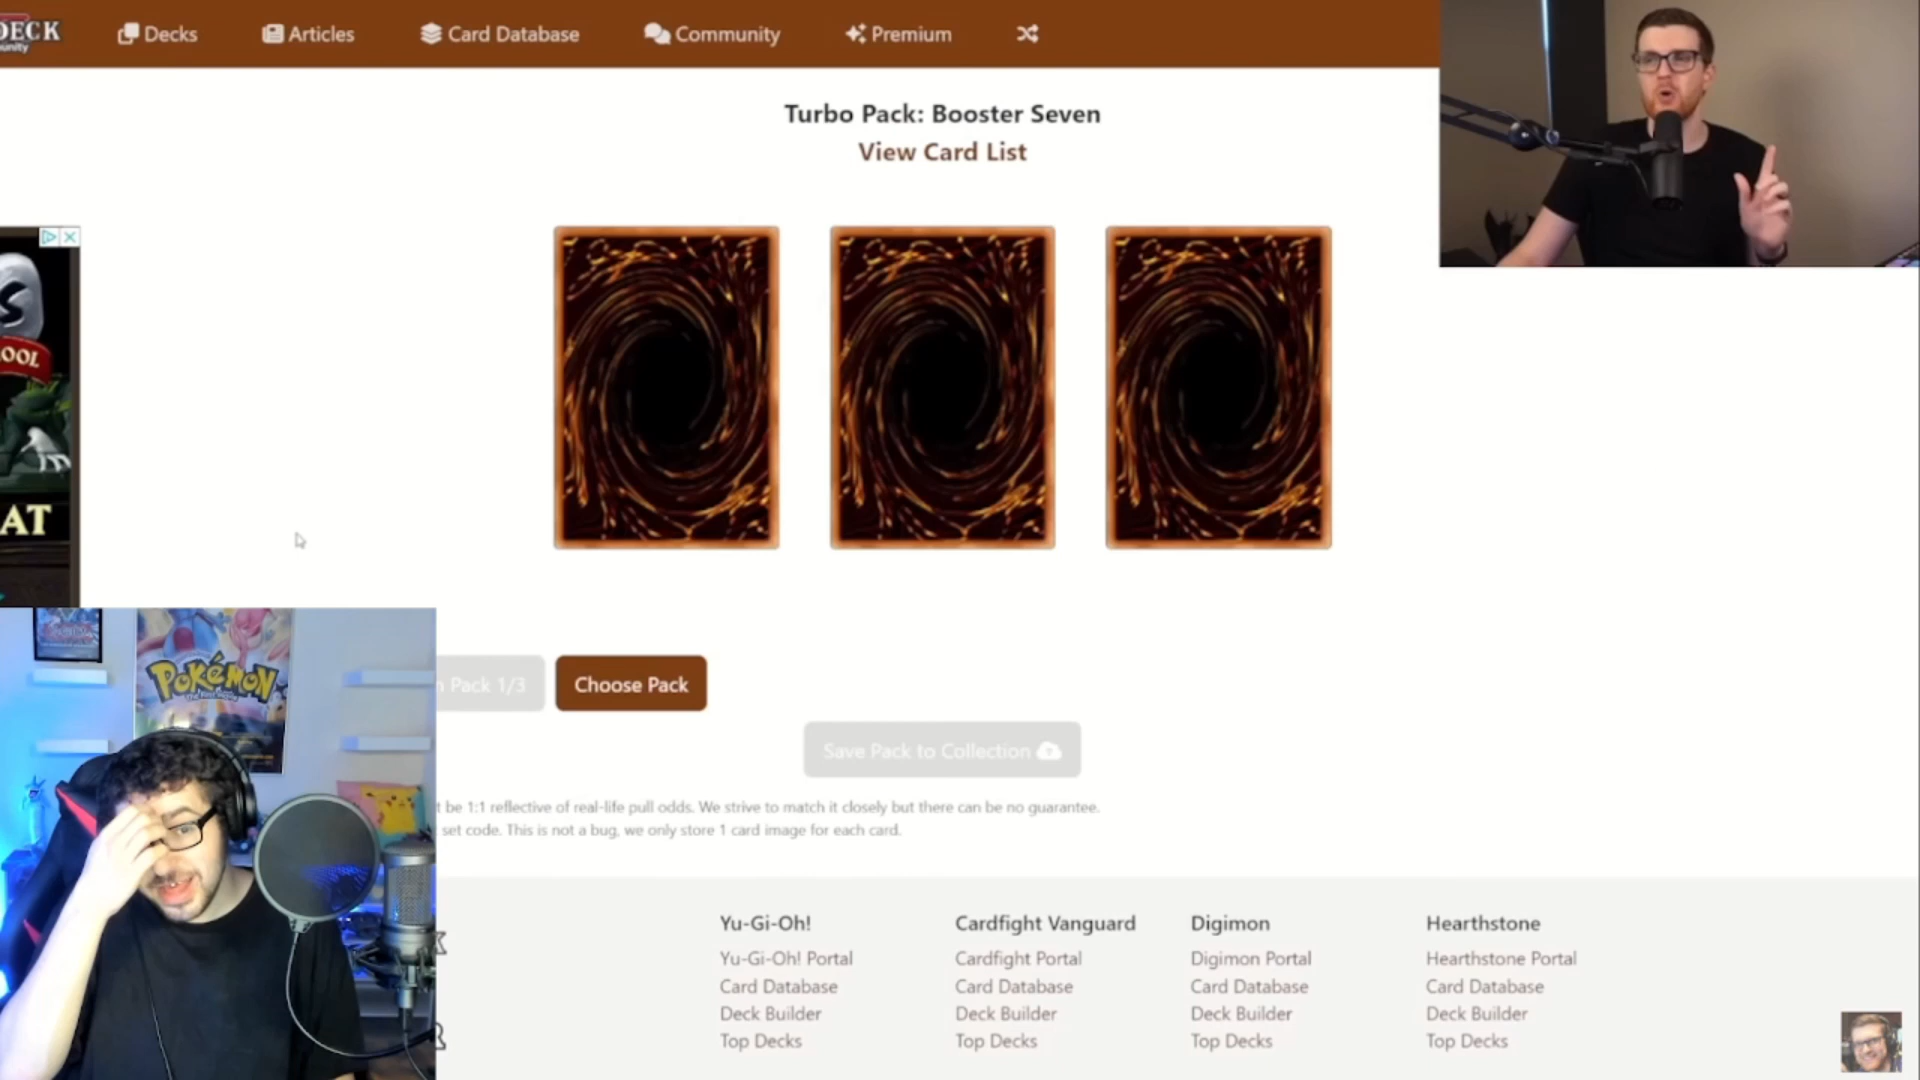 DECK
unity
Decks
Articles
Card Database
Community
Premium
Turbo Pack: Booster Seven
View Card List
S
OOL
AT
POKÉMON
n Pack 1/3
Choose Pack
Save Pack to Collection
t be 1:1 reflective of real-life pull odds. We strive to match it closely but there can be no guarantee.
set code. This is not a bug, we only store 1 card image for each card.
Yu-Gi-Oh!
Yu-Gi-Oh! Portal
Card Database
Deck Builder
Top Decks
Cardfight Vanguard
Cardfight Portal
Card Database
Deck Builder
Top Decks
Digimon
Digimon Portal
Card Database
Deck Builder
Top Decks
Hearthstone
Hearthstone Portal
Card Database
Deck Builder
Top Decks